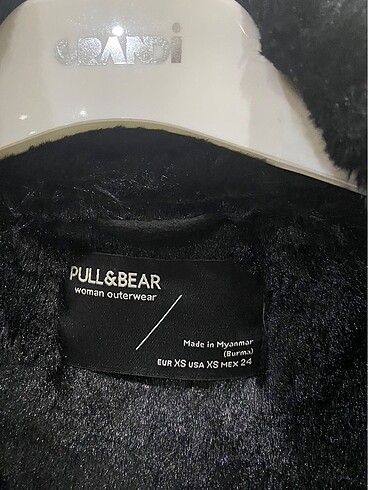 GRANDi
PULL&BEAR
woman outerwear
Made in Myanmar
(Burma)
EUR XS USA XS MEX 24